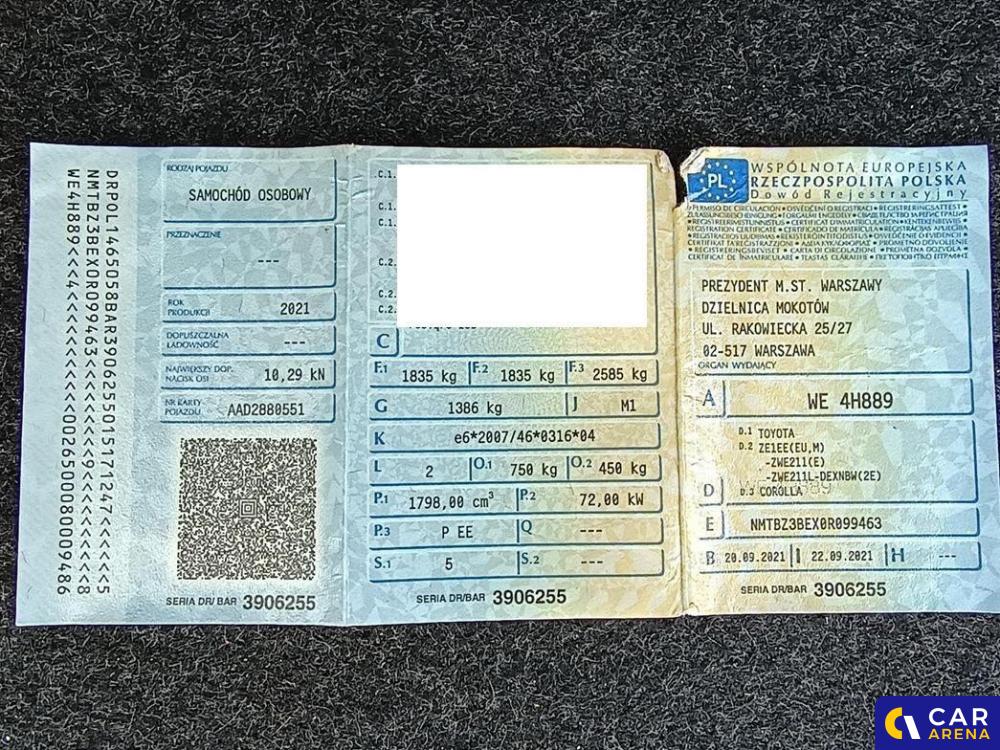 DRPOL1465058BAR390625501517124​7<<<<<<5
NMTBZ3BEX0R099463<<<<<<<<<<<9<<<<<<8
WE4H889<<4<<<<<<<<<<00265000800009486
RODZAJ POJAZDU
SAMOCHÓD OSOBOWY
PRZEZNACZENIE
---
ROK PRODUKCJI
2021
DOPUSZCZALNA ŁADOWNOŚĆ
---
NAJWIĘKSZY DOP. NACISK OSI
10,29 kN
NR KARTY POJAZDU
AAD2880551
SERIA DR/BAR 3906255
C.1.
C.1.
C.1.
C.2.
C.2.
C.2.
C
F.1 1835 kg F.2 1835 kg F.3 2585 kg
G 1386 kg J M1
K e6*2007/46*0316*04
L 2 O.1 750 kg O.2 450 kg
P.1 1798,00 cm³ P.2 72,00 kW
P.3 P EE Q ---
S.1 5 S.2 ---
SERIA DR/BAR 3906255
PL
WSPÓLNOTA EUROPEJSKA
RZECZPOSPOLITA POLSKA
Dowód Rejestracyjny
PREZYDENT M.ST. WARSZAWY
DZIELNICA MOKOTÓW
UL. RAKOWIECKA 25/27
02-517 WARSZAWA
ORGAN WYDAJĄCY
A WE 4H889
D.1 TOYOTA
D.2 ZE1EE(EU,M)
-ZWE211(E)
-ZWE211L-DEXNBW(2E)
D D.3 COROLLA
E NMTBZ3BEX0R099463
B 20.09.2021 I 22.09.2021 H ---
SERIA DR/BAR 3906255
CAR
ARENA